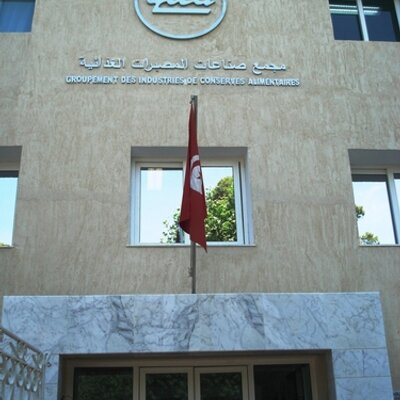 مجمع صناعات المصبرات الغذائية
GROUPEMENT DES INDUSTRIES DE CONSERVES ALIMENTAIRES